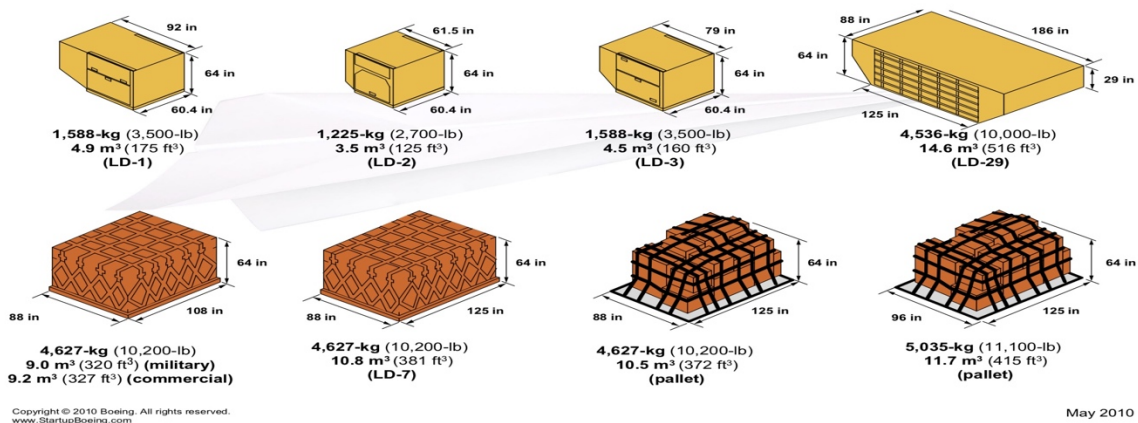 92 in
64 in
60.4 in
1,588-kg (3,500-lb)
4.9 m³ (175 ft³)
(LD-1)
61.5 in
64 in
60.4 in
1,225-kg (2,700-lb)
3.5 m³ (125 ft³)
(LD-2)
79 in
64 in
60.4 in
1,588-kg (3,500-lb)
4.5 m³ (160 ft³)
(LD-3)
88 in
186 in
64 in
29 in
125 in
4,536-kg (10,000-lb)
14.6 m³ (516 ft³)
(LD-29)
64 in
88 in
108 in
4,627-kg (10,200-lb)
9.0 m³ (320 ft³) (military)
9.2 m³ (327 ft³) (commercial)
64 in
88 in
125 in
4,627-kg (10,200-lb)
10.8 m³ (381 ft³)
(LD-7)
64 in
88 in
125 in
4,627-kg (10,200-lb)
10.5 m³ (372 ft³)
(pallet)
64 in
96 in
125 in
5,035-kg (11,100-lb)
11.7 m³ (415 ft³)
(pallet)
Copyright © 2010 Boeing. All rights reserved.
www.StartupBoeing.com
May 2010